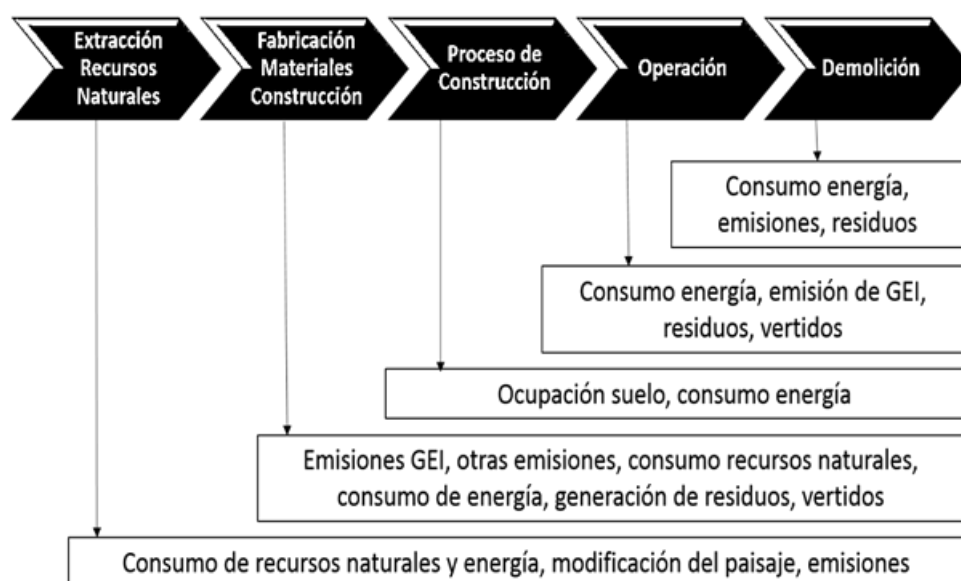 Extracción
Recursos
Naturales
Fabricación
Materiales
Construcción
Proceso de
Construcción
Operación
Demolición
Consumo energía,
emisiones, residuos
Consumo energía, emisión de GEI,
residuos, vertidos
Ocupación suelo, consumo energía
Emisiones GEI, otras emisiones, consumo recursos naturales,
consumo de energía, generación de residuos, vertidos
Consumo de recursos naturales y energía, modificación del paisaje, emisiones